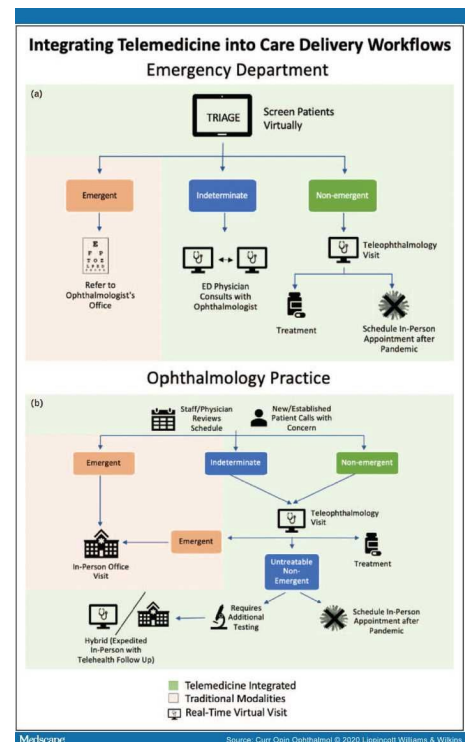 Integrating Telemedicine into Care Delivery Workflows
Emergency Department
(a)
TRIAGE
Screen Patients
Virtually
Emergent
Indeterminate
Non-emergent
E
F P
T O Z
Refer to
Ophthalmologist's
Office
ED Physician
Consults with
Ophthalmologist
Teleophthalmology
Visit
Treatment
Schedule In-Person
Appointment after
Pandemic
Ophthalmology Practice
(b)
Staff/Physician
Reviews
Schedule
New/Established
Patient Calls with
Concern
Emergent
Indeterminate
Non-emergent
Teleophthalmology
Visit
In-Person Office
Visit
Emergent
Treatment
Untreatable
Non-
Emergent
Requires
Additional
Testing
Schedule In-Person
Appointment after
Pandemic
Hybrid (Expedited
In-Person with
Telehealth Follow Up)
Telemedicine Integrated
Traditional Modalities
Real-Time Virtual Visit
Medscape
Source: Curr Opin Ophthalmol © 2020 Lippincott Williams & Wilkins